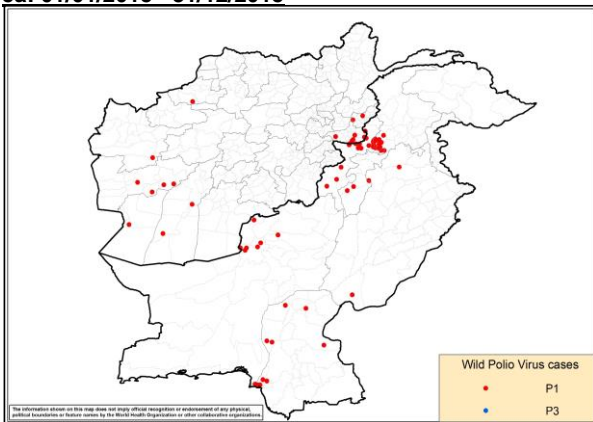 Wild Polio Virus cases
P1
P3
The information shown on this map does not imply official recognition or endorsement of any physical,
political boundaries or feature names by the World Health Organization or other collaborative organizations.